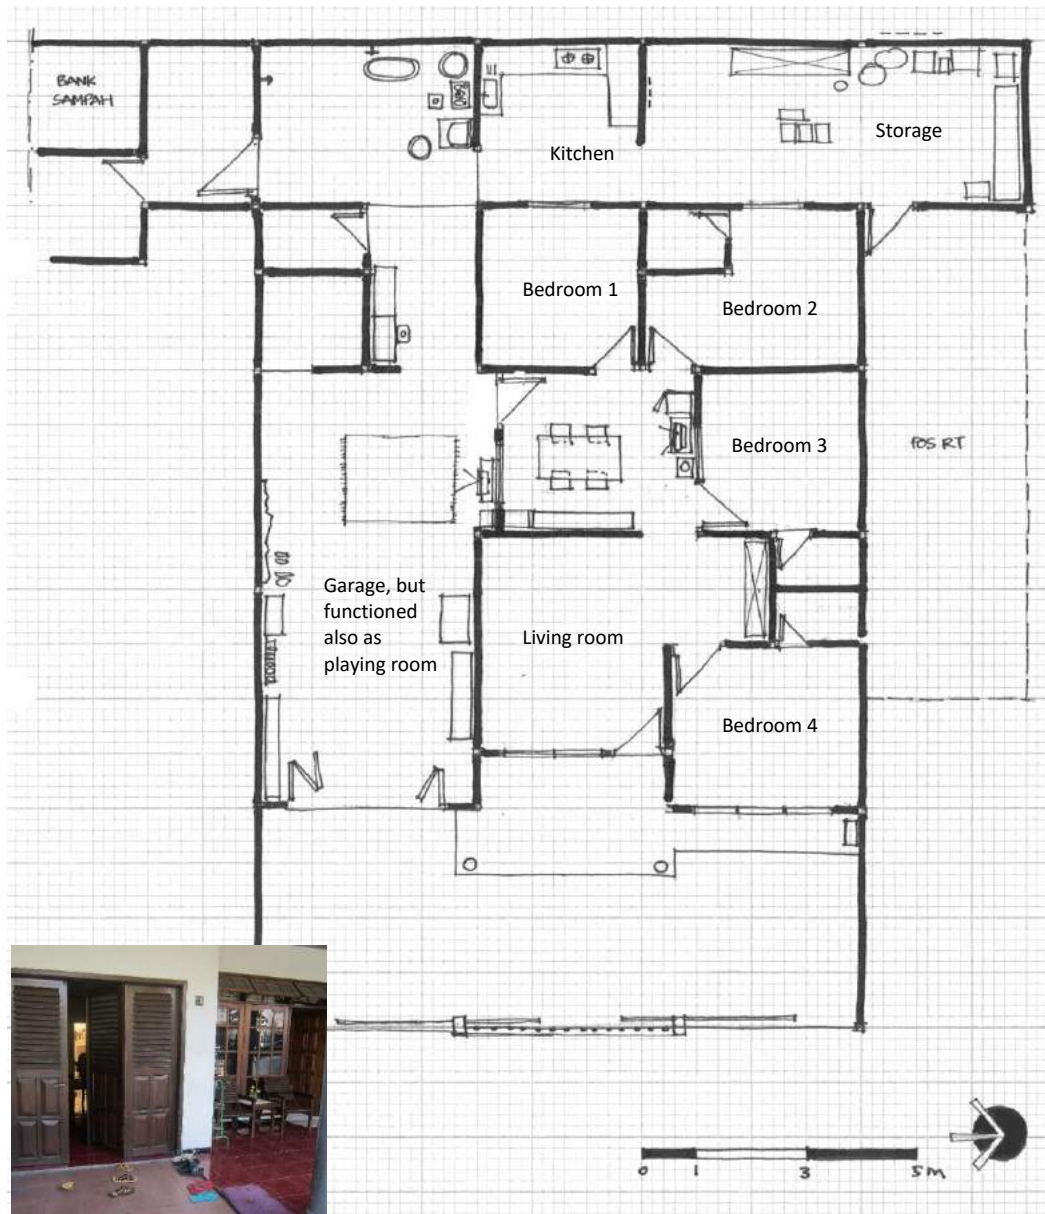 BANK
SAMPAH
Kitchen
Storage
Bedroom 1
Bedroom 2
Bedroom 3
POS RT
Garage, but
functioned
also as
playing room
Living room
Bedroom 4
0 1 3 5m